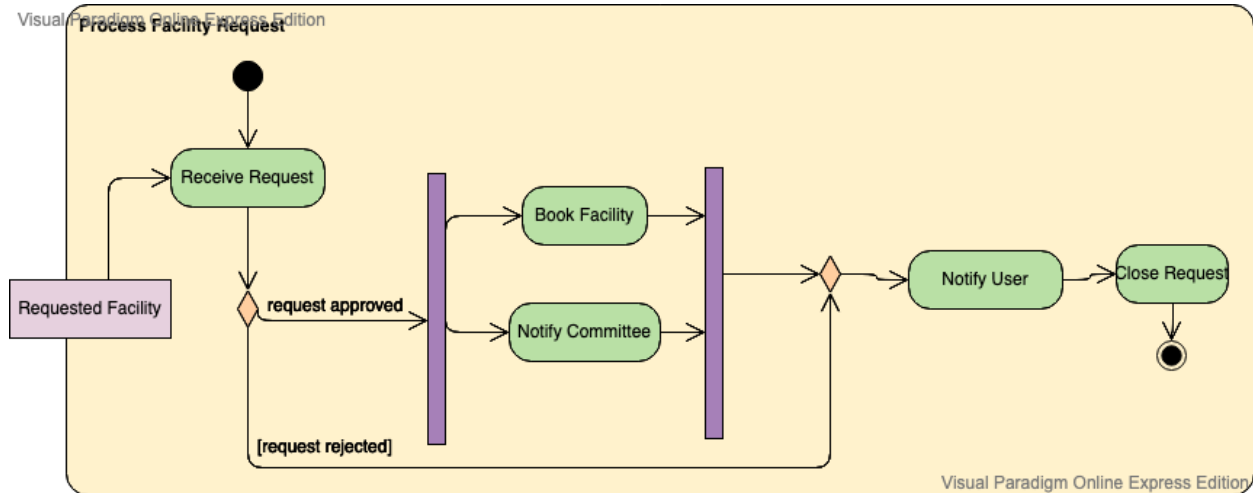 Visual Paradigm Online Express Edition
Process Facility Request
Receive Request
Requested Facility
request approved
Book Facility
Notify Committee
[request rejected]
Notify User
Close Request
Visual Paradigm Online Express Edition